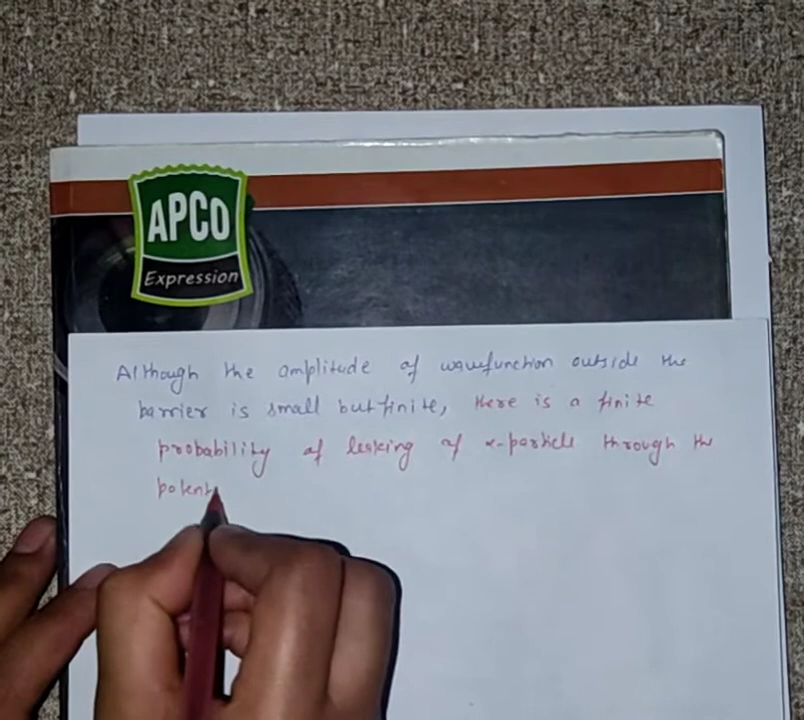 APCO
Expression
Although the amplitude of wavefunction outside the
barrier is small but finite, there is a finite
probability of leaking of α-particle through the
potent